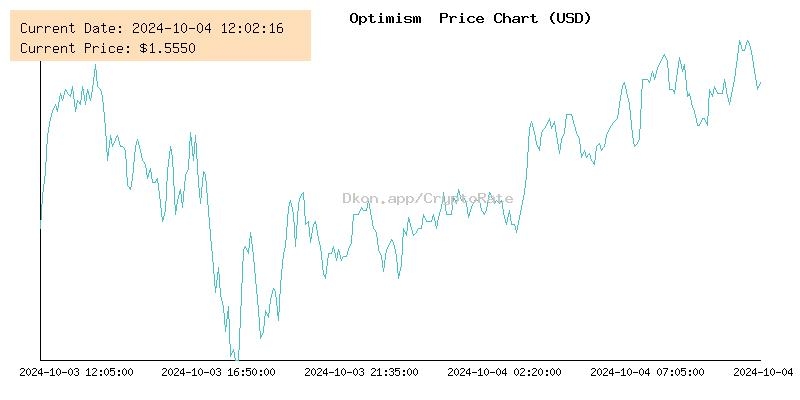 Optimism Price Chart (USD)
Current Date: 2024-10-04 12:02:16
Current Price: $1.5550
Dkon.app/CryptoRate
2024-10-03 12:05:00 2024-10-03 16:50:00 2024-10-03 21:35:00 2024-10-04 02:20:00 2024-10-04 07:05:00 2024-10-04